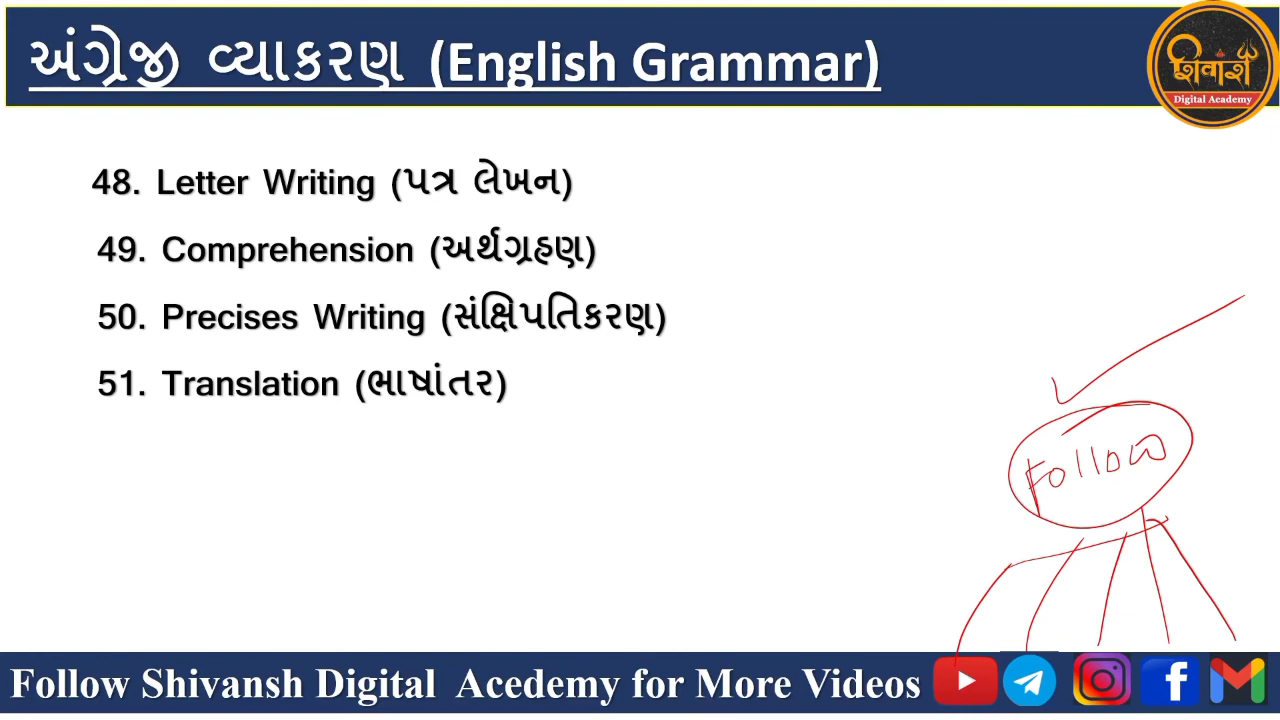 અંગ્રેજી વ્યાકરણ (English Grammar)
शिवांश
Digital Academy
48. Letter Writing (પત્ર લેખન)
49. Comprehension (અર્થગ્રહણ)
50. Precises Writing (સંક્ષિપતિકરણ)
51. Translation (ભાષાંતર)
Follow
Follow Shivansh Digital Acedemy for More Videos